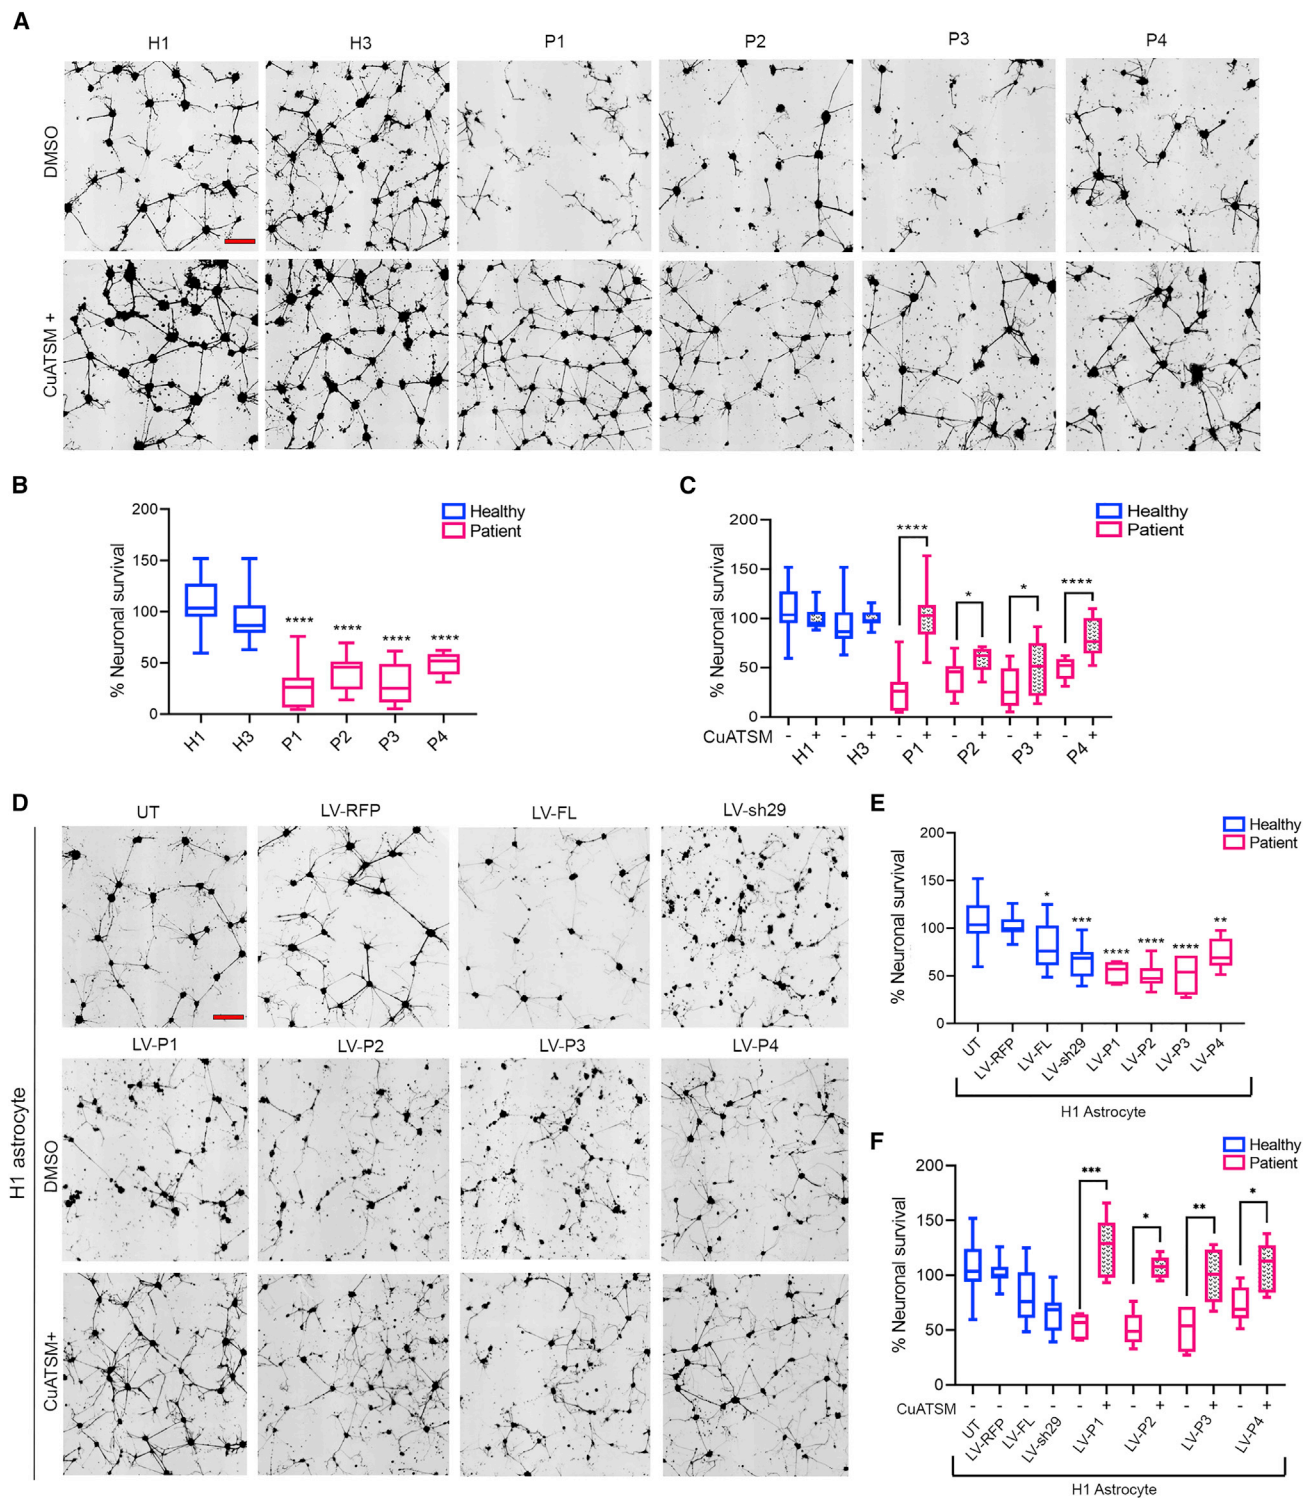 A
H1 H3 P1 P2 P3 P4
DMSO
CuATSM +
B
Healthy
Patient
% Neuronal survival
200
150
100
50
0
**** **** **** ****
H1 H3 P1 P2 P3 P4
C
Healthy
Patient
% Neuronal survival
200
150
100
50
0
**** * * ****
CuATSM - + - + - + - + - + - +
H1 H3 P1 P2 P3 P4
D
UT LV-RFP LV-FL LV-sh29
LV-P1 LV-P2 LV-P3 LV-P4
H1 astrocyte
DMSO
CuATSM+
E
Healthy
Patient
% Neuronal survival
200
150
100
50
0
* *** **** **** **** **
UT LV-RFP LV-FL LV-sh29 LV-P1 LV-P2 LV-P3 LV-P4
H1 Astrocyte
F
Healthy
Patient
% Neuronal survival
200
150
100
50
0
*** * ** *
CuATSM - - - - - + - + - + - +
UT LV-RFP LV-FL LV-sh29 LV-P1 LV-P2 LV-P3 LV-P4
H1 Astrocyte